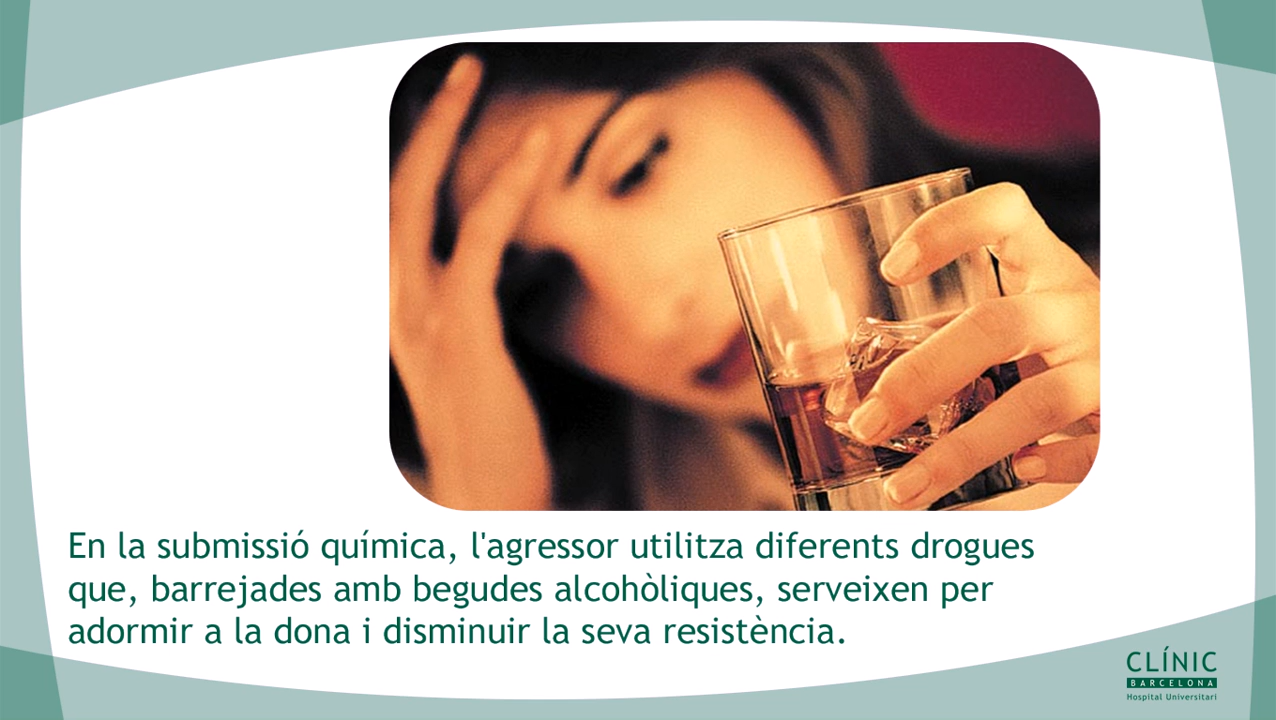 En la submissió química, l'agressor utilitza diferents drogues
que, barrejades amb begudes alcohòliques, serveixen per
adormir a la dona i disminuir la seva resistència.
CLÍNIC
BARCELONA
Hospital Universitari